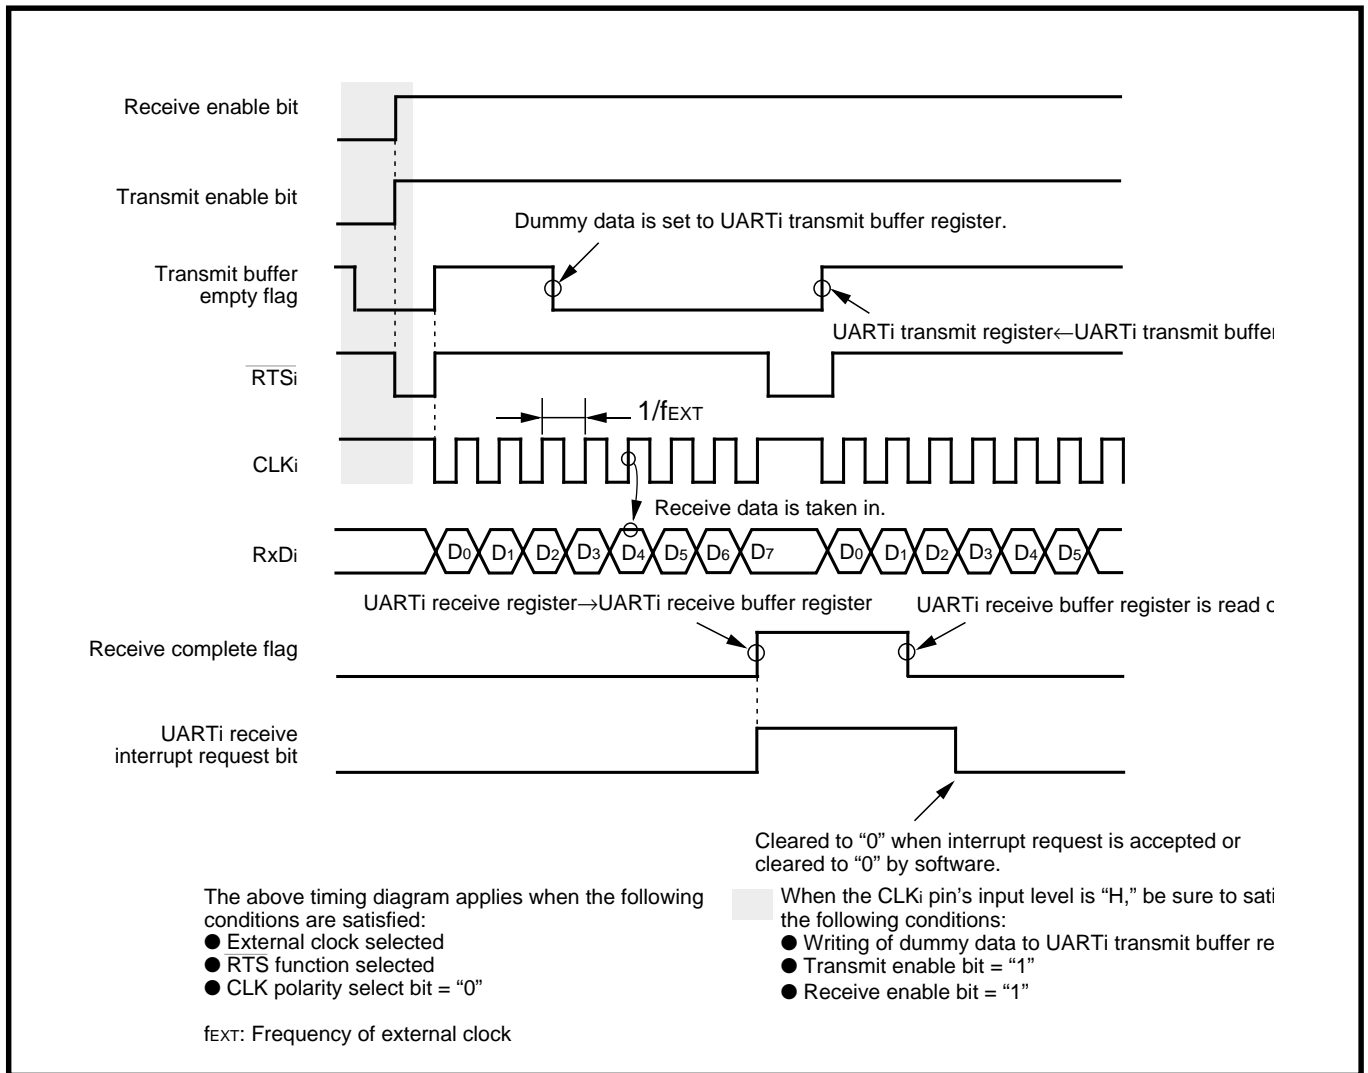 Receive enable bit
Transmit enable bit
Dummy data is set to UARTi transmit buffer register.
Transmit buffer
empty flag
UARTi transmit register←UARTi transmit buffer
RTSi
1/fEXT
CLKi
Receive data is taken in.
RxDi
D0 D1 D2 D3 D4 D5 D6 D7 D0 D1 D2 D3 D4 D5
UARTi receive register→UARTi receive buffer register
UARTi receive buffer register is read
Receive complete flag
UARTi receive
interrupt request bit
Cleared to “0” when interrupt request is accepted or
cleared to “0” by software.
The above timing diagram applies when the following
conditions are satisfied:
● External clock selected
● RTS function selected
● CLK polarity select bit = “0”
fEXT: Frequency of external clock
When the CLKi pin’s input level is “H,” be sure to
the following conditions:
● Writing of dummy data to UARTi transmit buffer
● Transmit enable bit = “1”
● Receive enable bit = “1”